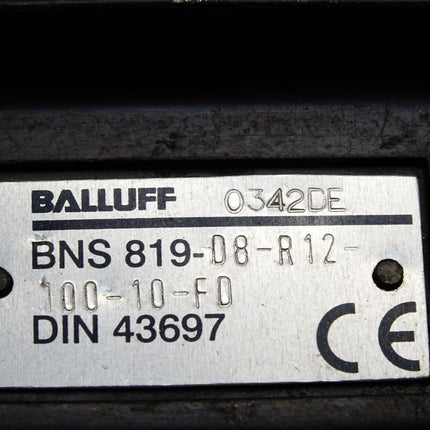 BALLUFF 0342DE
BNS 819-D8-R12-
100-10-FD
DIN 43697
CE